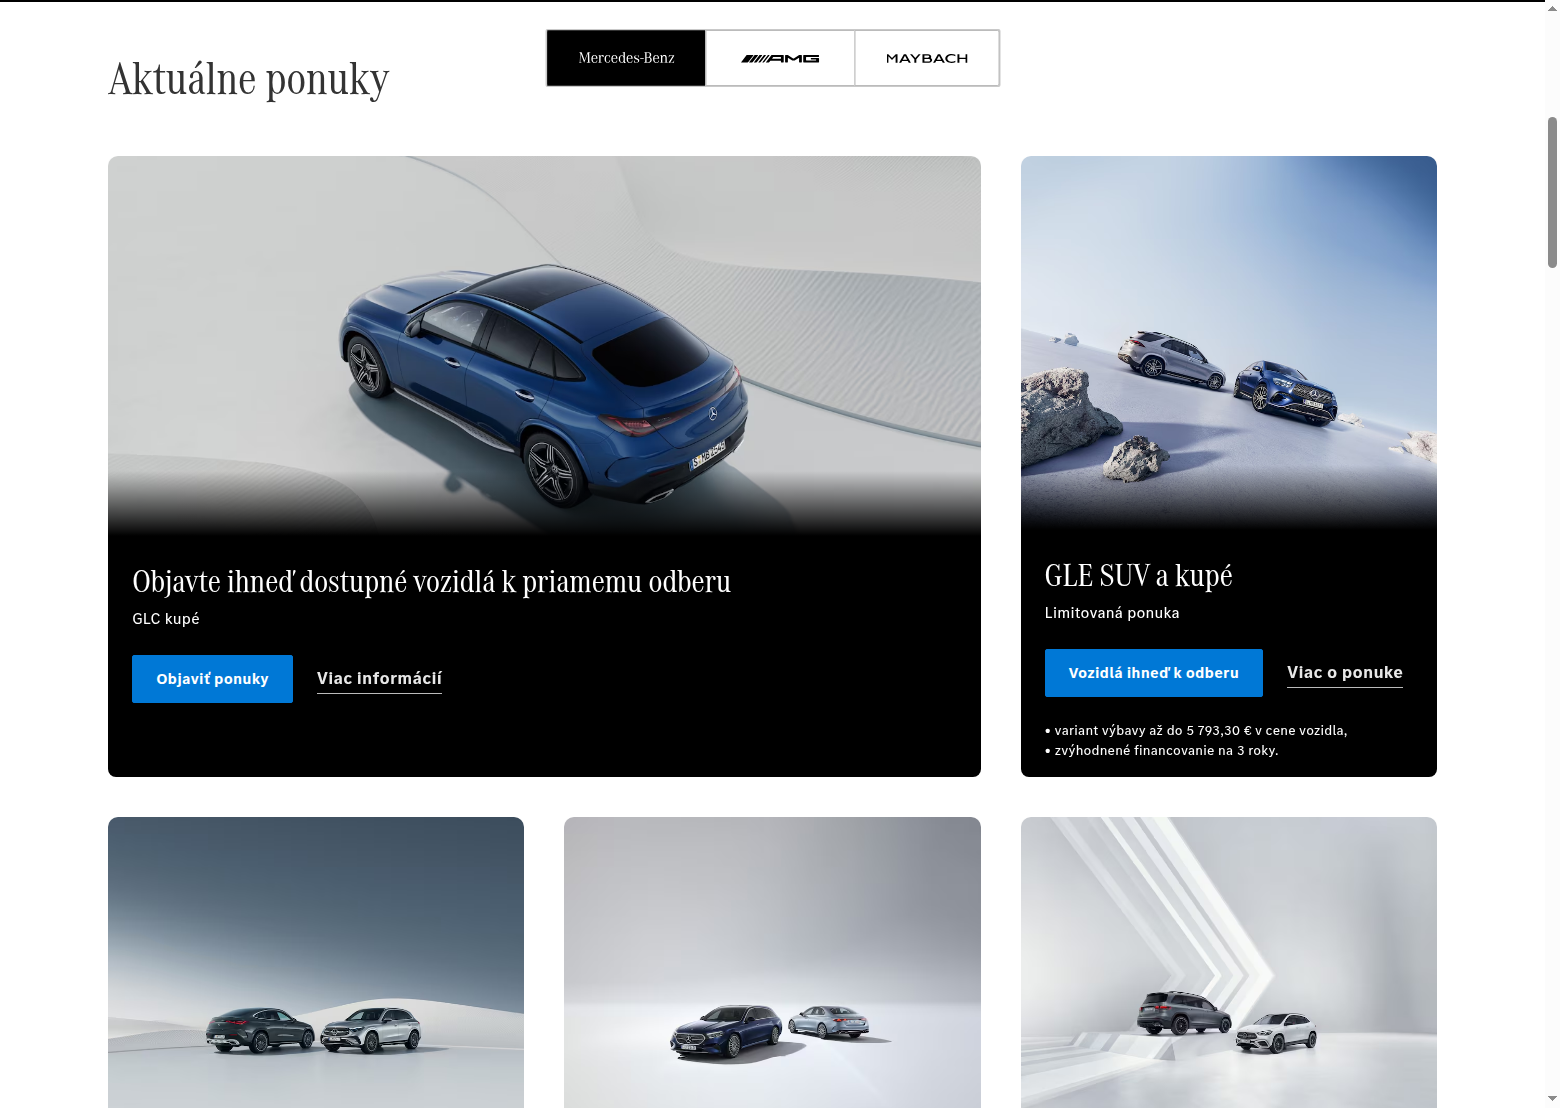 Aktuálne ponuky
Mercedes-Benz
AMG
MAYBACH
Objavte ihneď dostupné vozidlá k priamemu odberu
GLC kupé
Objaviť ponuky
Viac informácií
GLE SUV a kupé
Limitovaná ponuka
Vozidlá ihneď k odberu
Viac o ponuke
• variant výbavy až do 5 793,30 € v cene vozidla,
• zvýhodnené financovanie na 3 roky.